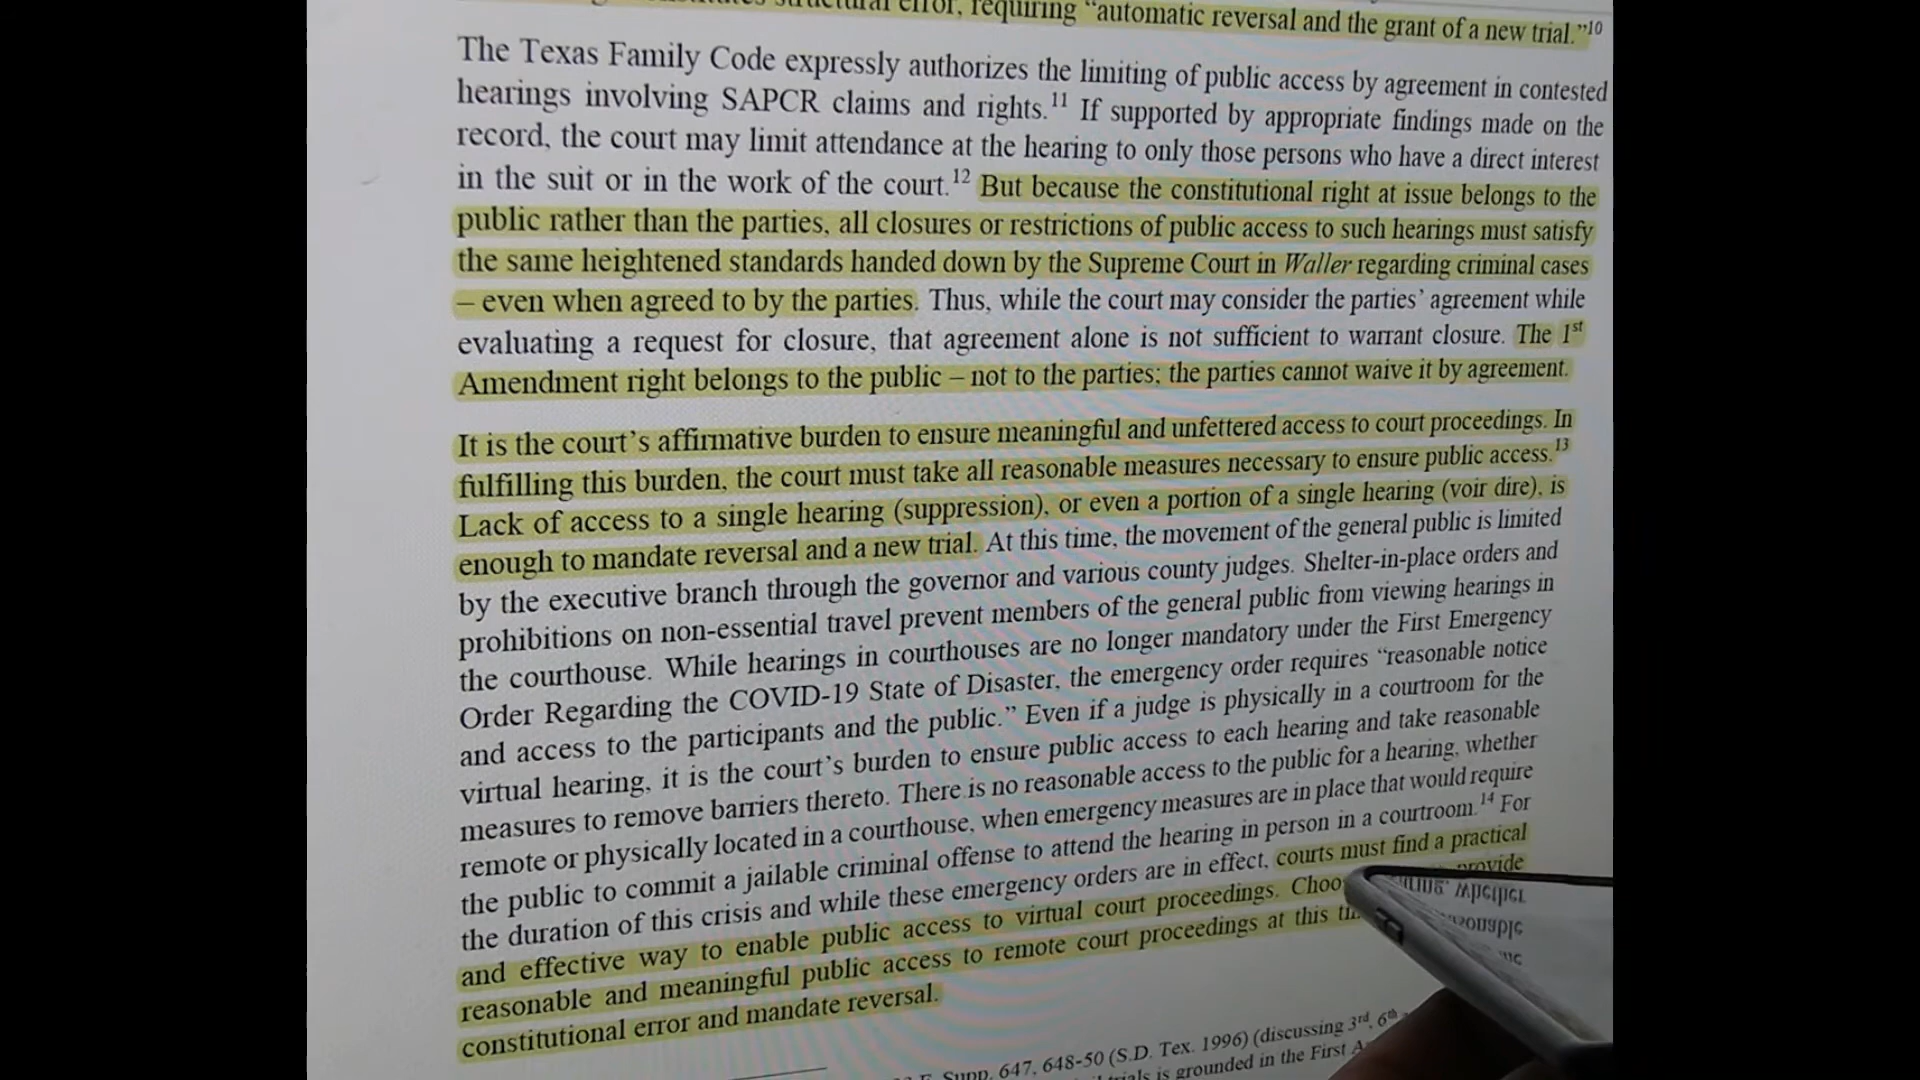 structural error, requiring “automatic reversal and the grant of a new trial.”10
The Texas Family Code expressly authorizes the limiting of public access by agreement in contested
hearings involving SAPCR claims and rights.11 If supported by appropriate findings made on the
record, the court may limit attendance at the hearing to only those persons who have a direct interest
in the suit or in the work of the court.12 But because the constitutional right at issue belongs to the
public rather than the parties, all closures or restrictions of public access to such hearings must satisfy
the same heightened standards handed down by the Supreme Court in Waller regarding criminal cases
– even when agreed to by the parties. Thus, while the court may consider the parties’ agreement while
evaluating a request for closure, that agreement alone is not sufficient to warrant closure. The 1st
Amendment right belongs to the public – not to the parties; the parties cannot waive it by agreement.
It is the court’s affirmative burden to ensure meaningful and unfettered access to court proceedings. In
fulfilling this burden, the court must take all reasonable measures necessary to ensure public access.13
Lack of access to a single hearing (suppression), or even a portion of a single hearing (voir dire), is
enough to mandate reversal and a new trial. At this time, the movement of the general public is limited
by the executive branch through the governor and various county judges. Shelter-in-place orders and
prohibitions on non-essential travel prevent members of the general public from viewing hearings in
the courthouse. While hearings in courthouses are no longer mandatory under the First Emergency
Order Regarding the COVID-19 State of Disaster, the emergency order requires “reasonable notice
and access to the participants and the public.” Even if a judge is physically in a courtroom for the
virtual hearing, it is the court’s burden to ensure public access to each hearing and take reasonable
measures to remove barriers thereto. There is no reasonable access to the public for a hearing, whether
remote or physically located in a courthouse, when emergency measures are in place that would require
the public to commit a jailable criminal offense to attend the hearing in person in a courtroom.14 For
the duration of this crisis and while these emergency orders are in effect, courts must find a practical
and effective way to enable public access to virtual court proceedings. provide
reasonable and meaningful public access to remote court proceedings at this
constitutional error and mandate reversal.
Supp. 647, 648-50 (S.D. Tex. 1996) (discussing 3rd, 6th
is grounded in the First